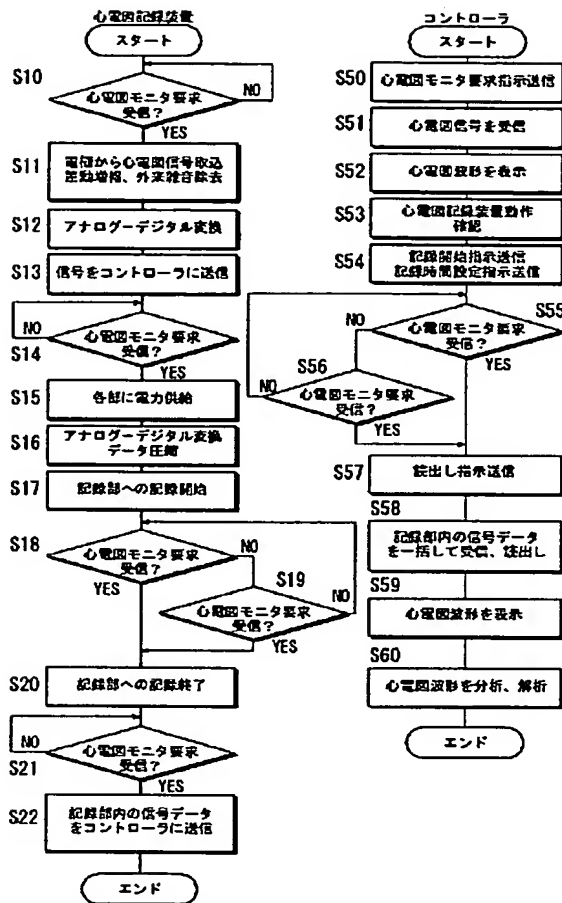 心電図記録装置
スタート
S10
心電図モニタ要求
受信?
NO
YES
S11
電極から心電図信号取込
差動増幅、外来雑音除去
S12
アナログーデジタル変換
S13
信号をコントローラに送信
NO
心電図モニタ要求
受信?
S14
YES
S15
各部に電力供給
S16
アナログーデジタル変換
データ圧縮
S17
記録部への記録開始
S18
心電図モニタ要求
受信?
NO
YES
S19
NO
心電図モニタ要求
受信?
YES
S20
記録部への記録終了
NO
心電図モニタ要求
受信?
S21
YES
S22
記録部内の信号データ
をコントローラに送信
エンド
コントローラ
スタート
S50
心電図モニタ要求指示送信
S51
心電図信号を受信
S52
心電図波形を表示
S53
心電図記録装置動作
確認
S54
記録開始指示送信
記録時間設定指示送信
S55
NO
心電図モニタ要求
受信?
YES
S56
NO
心電図モニタ要求
受信?
YES
S57
読出し指示送信
S58
記録部内の信号データ
を一括して受信、読出し
S59
心電図波形を表示
S60
心電図波形を分析、解析
エンド